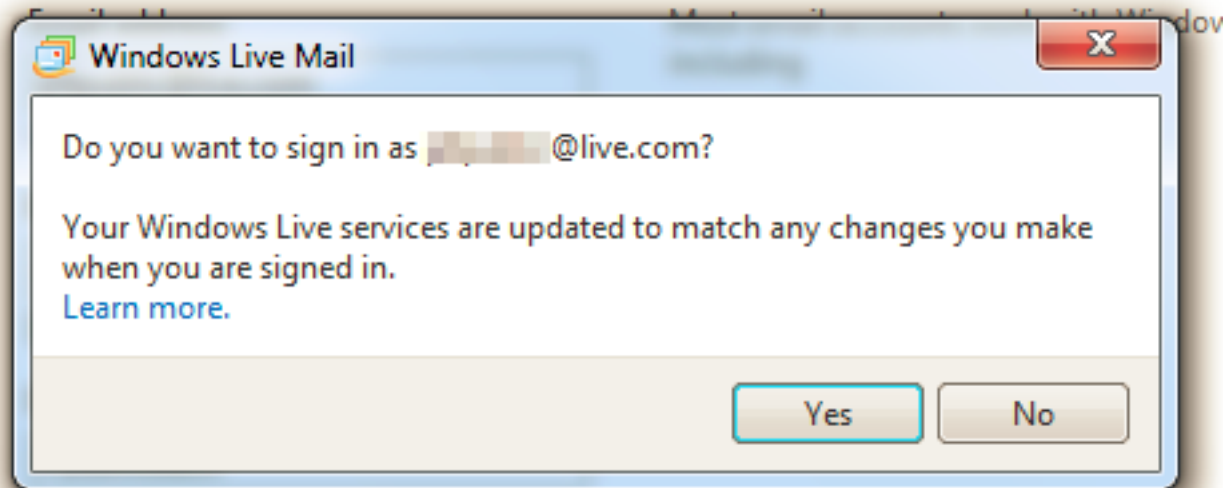 Windows Live Mail
Do you want to sign in as @live.com?
Your Windows Live services are updated to match any changes you make
when you are signed in.
Learn more.
Yes
No